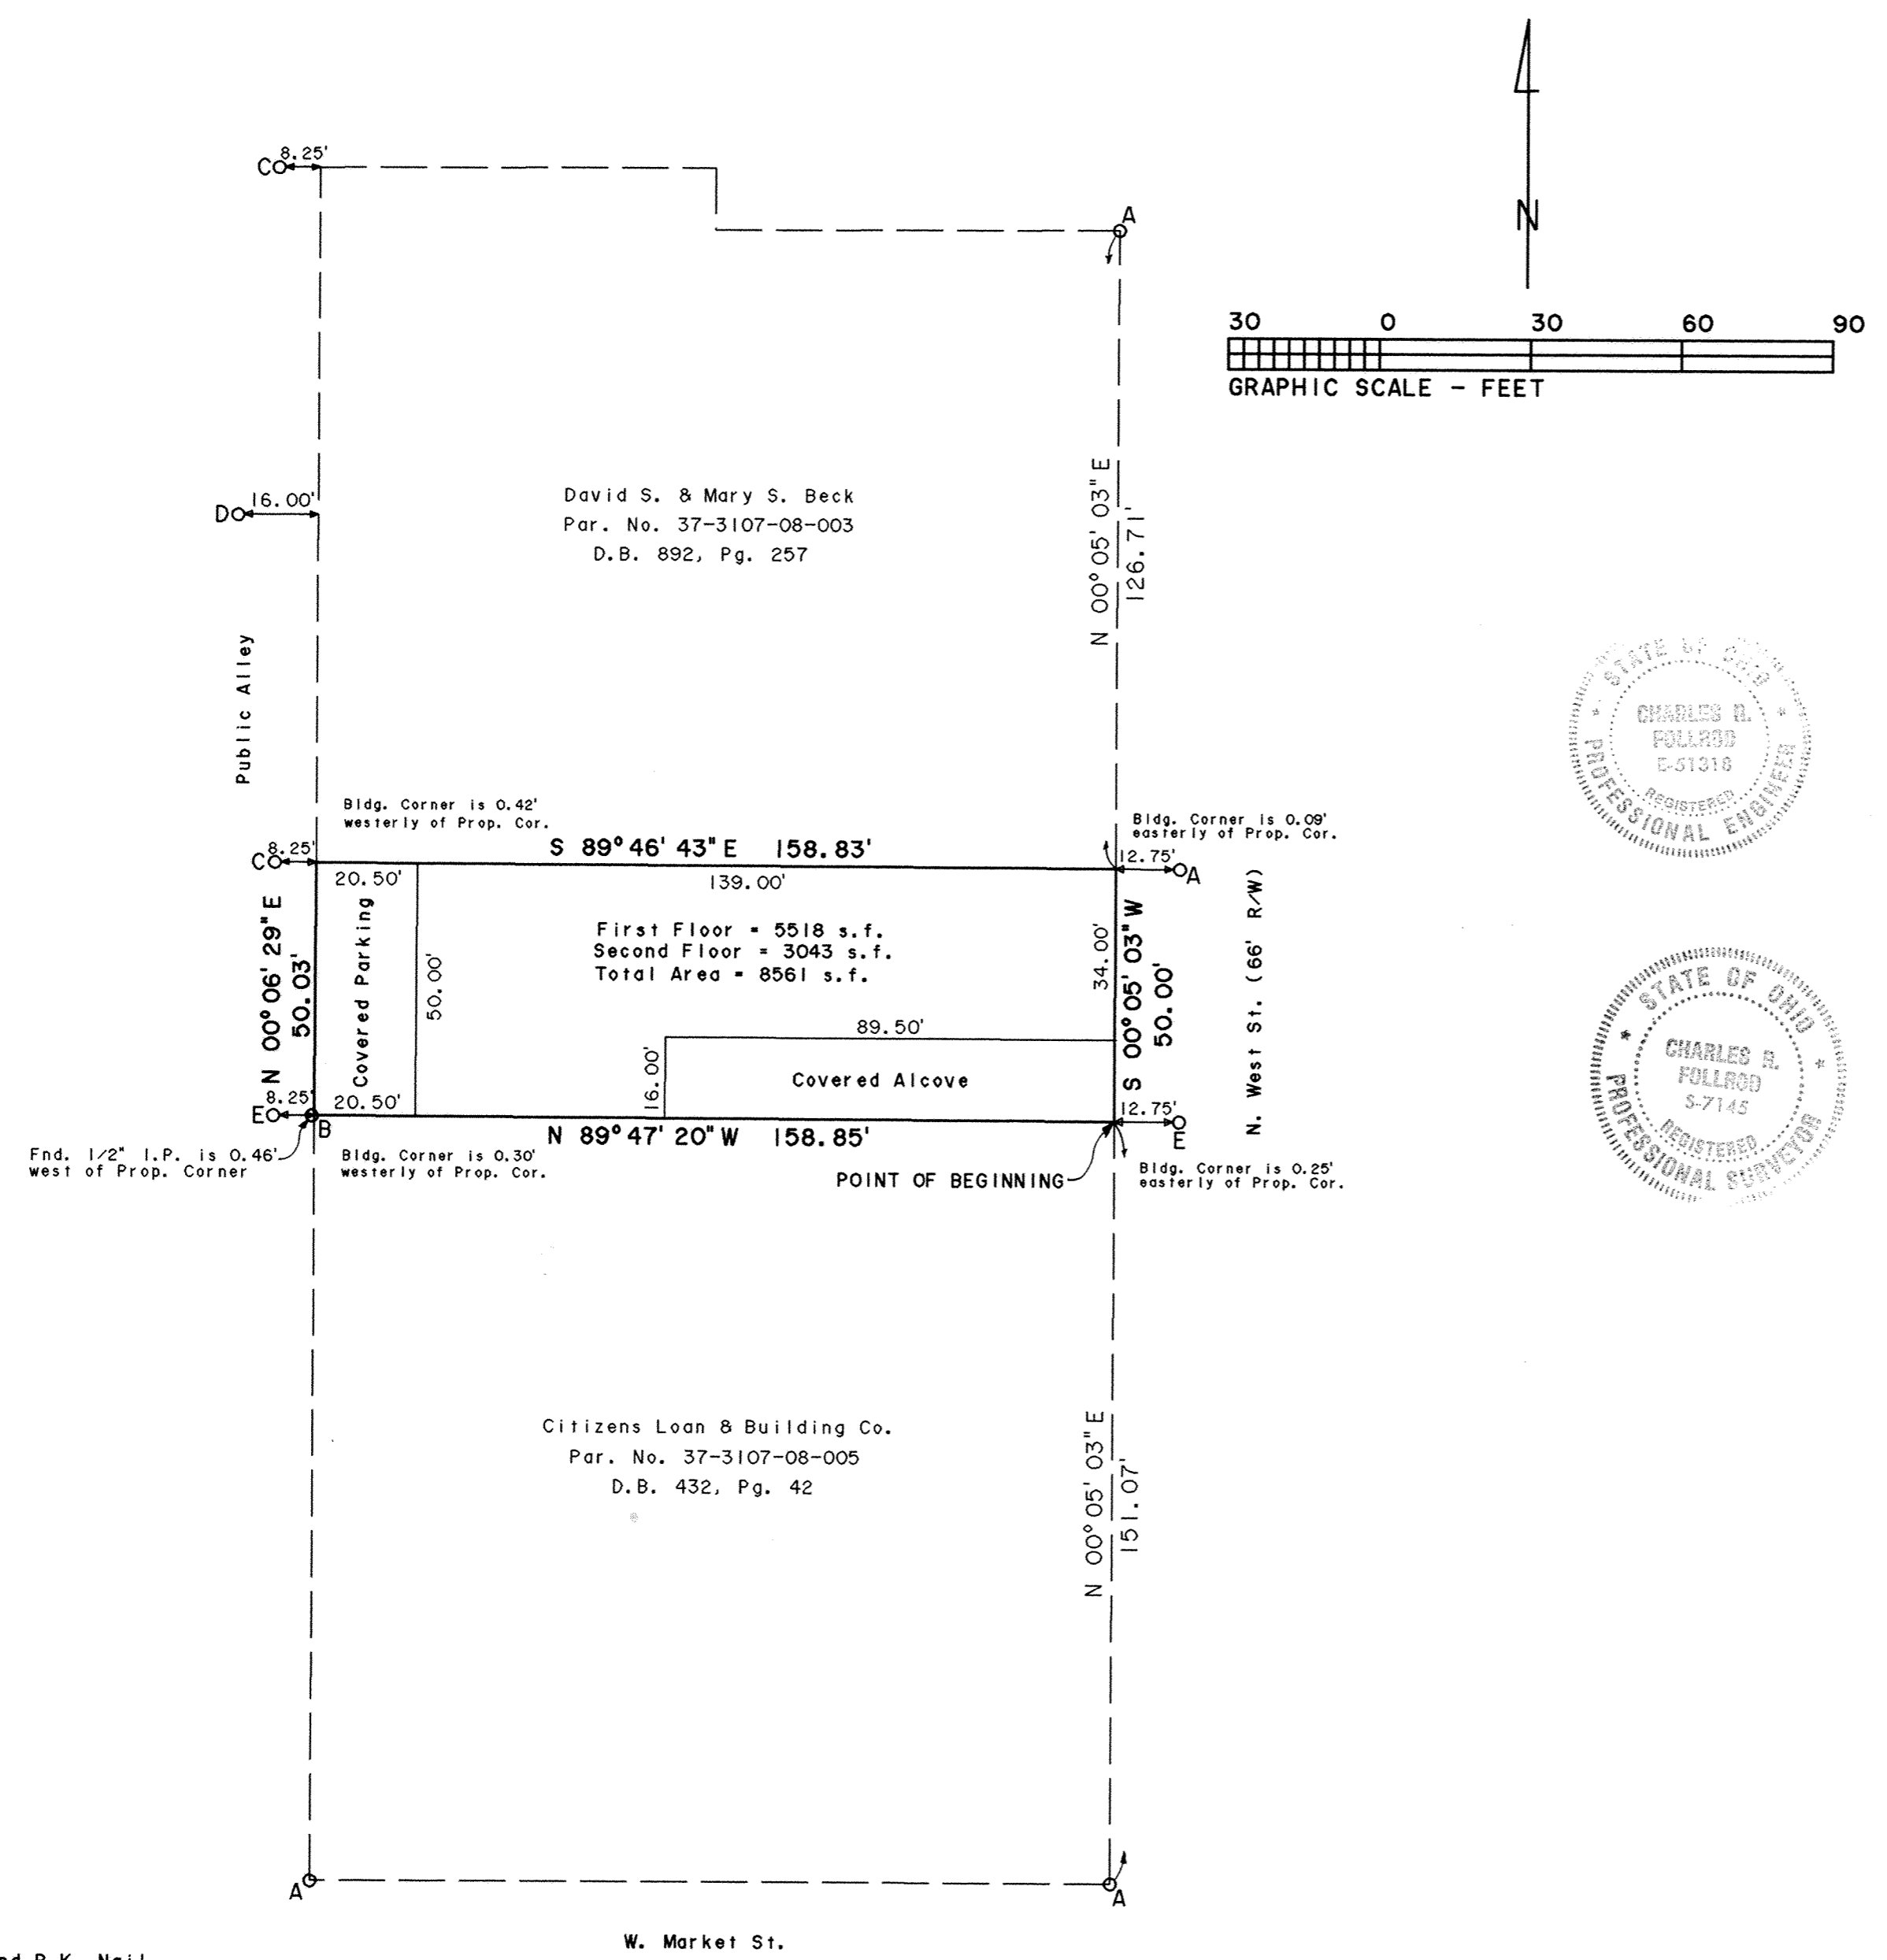 N
30 0 30 60 90
GRAPHIC SCALE - FEET
C 8.25'
A
D 16.00'
David S. & Mary S. Beck
Par. No. 37-3107-08-003
D.B. 892, Pg. 257
N 00° 05' 03" E
126.71'
Public Alley
STATE OF OHIO
CHARLES R.
FOLLROD
E-51318
REGISTERED
PROFESSIONAL ENGINEER
Bldg. Corner is 0.42'
westerly of Prop. Cor.
Bldg. Corner is 0.09'
easterly of Prop. Cor.
C 8.25'
S 89° 46' 43" E 158.83'
12.75'
A
20.50'
139.00'
N 00° 06' 29" E
50.03'
Covered Parking
50.00'
First Floor = 5518 s.f.
Second Floor = 3043 s.f.
Total Area = 8561 s.f.
34.00'
S 00° 05' 03" W
50.00'
N. West St. (66' R/W)
89.50'
16.00'
Covered Alcove
STATE OF OHIO
CHARLES R.
FOLLROD
S-7145
REGISTERED
PROFESSIONAL SURVEYOR
E 8.25'
B
20.50'
N 89° 47' 20" W 158.85'
12.75'
E
Fnd. 1/2" I.P. is 0.46'
west of Prop. Corner
Bldg. Corner is 0.30'
westerly of Prop. Cor.
POINT OF BEGINNING
Bldg. Corner is 0.25'
easterly of Prop. Cor.
Citizens Loan & Building Co.
Par. No. 37-3107-08-005
D.B. 432, Pg. 42
N 00° 05' 03" E
151.07'
A
A
W. Market St.